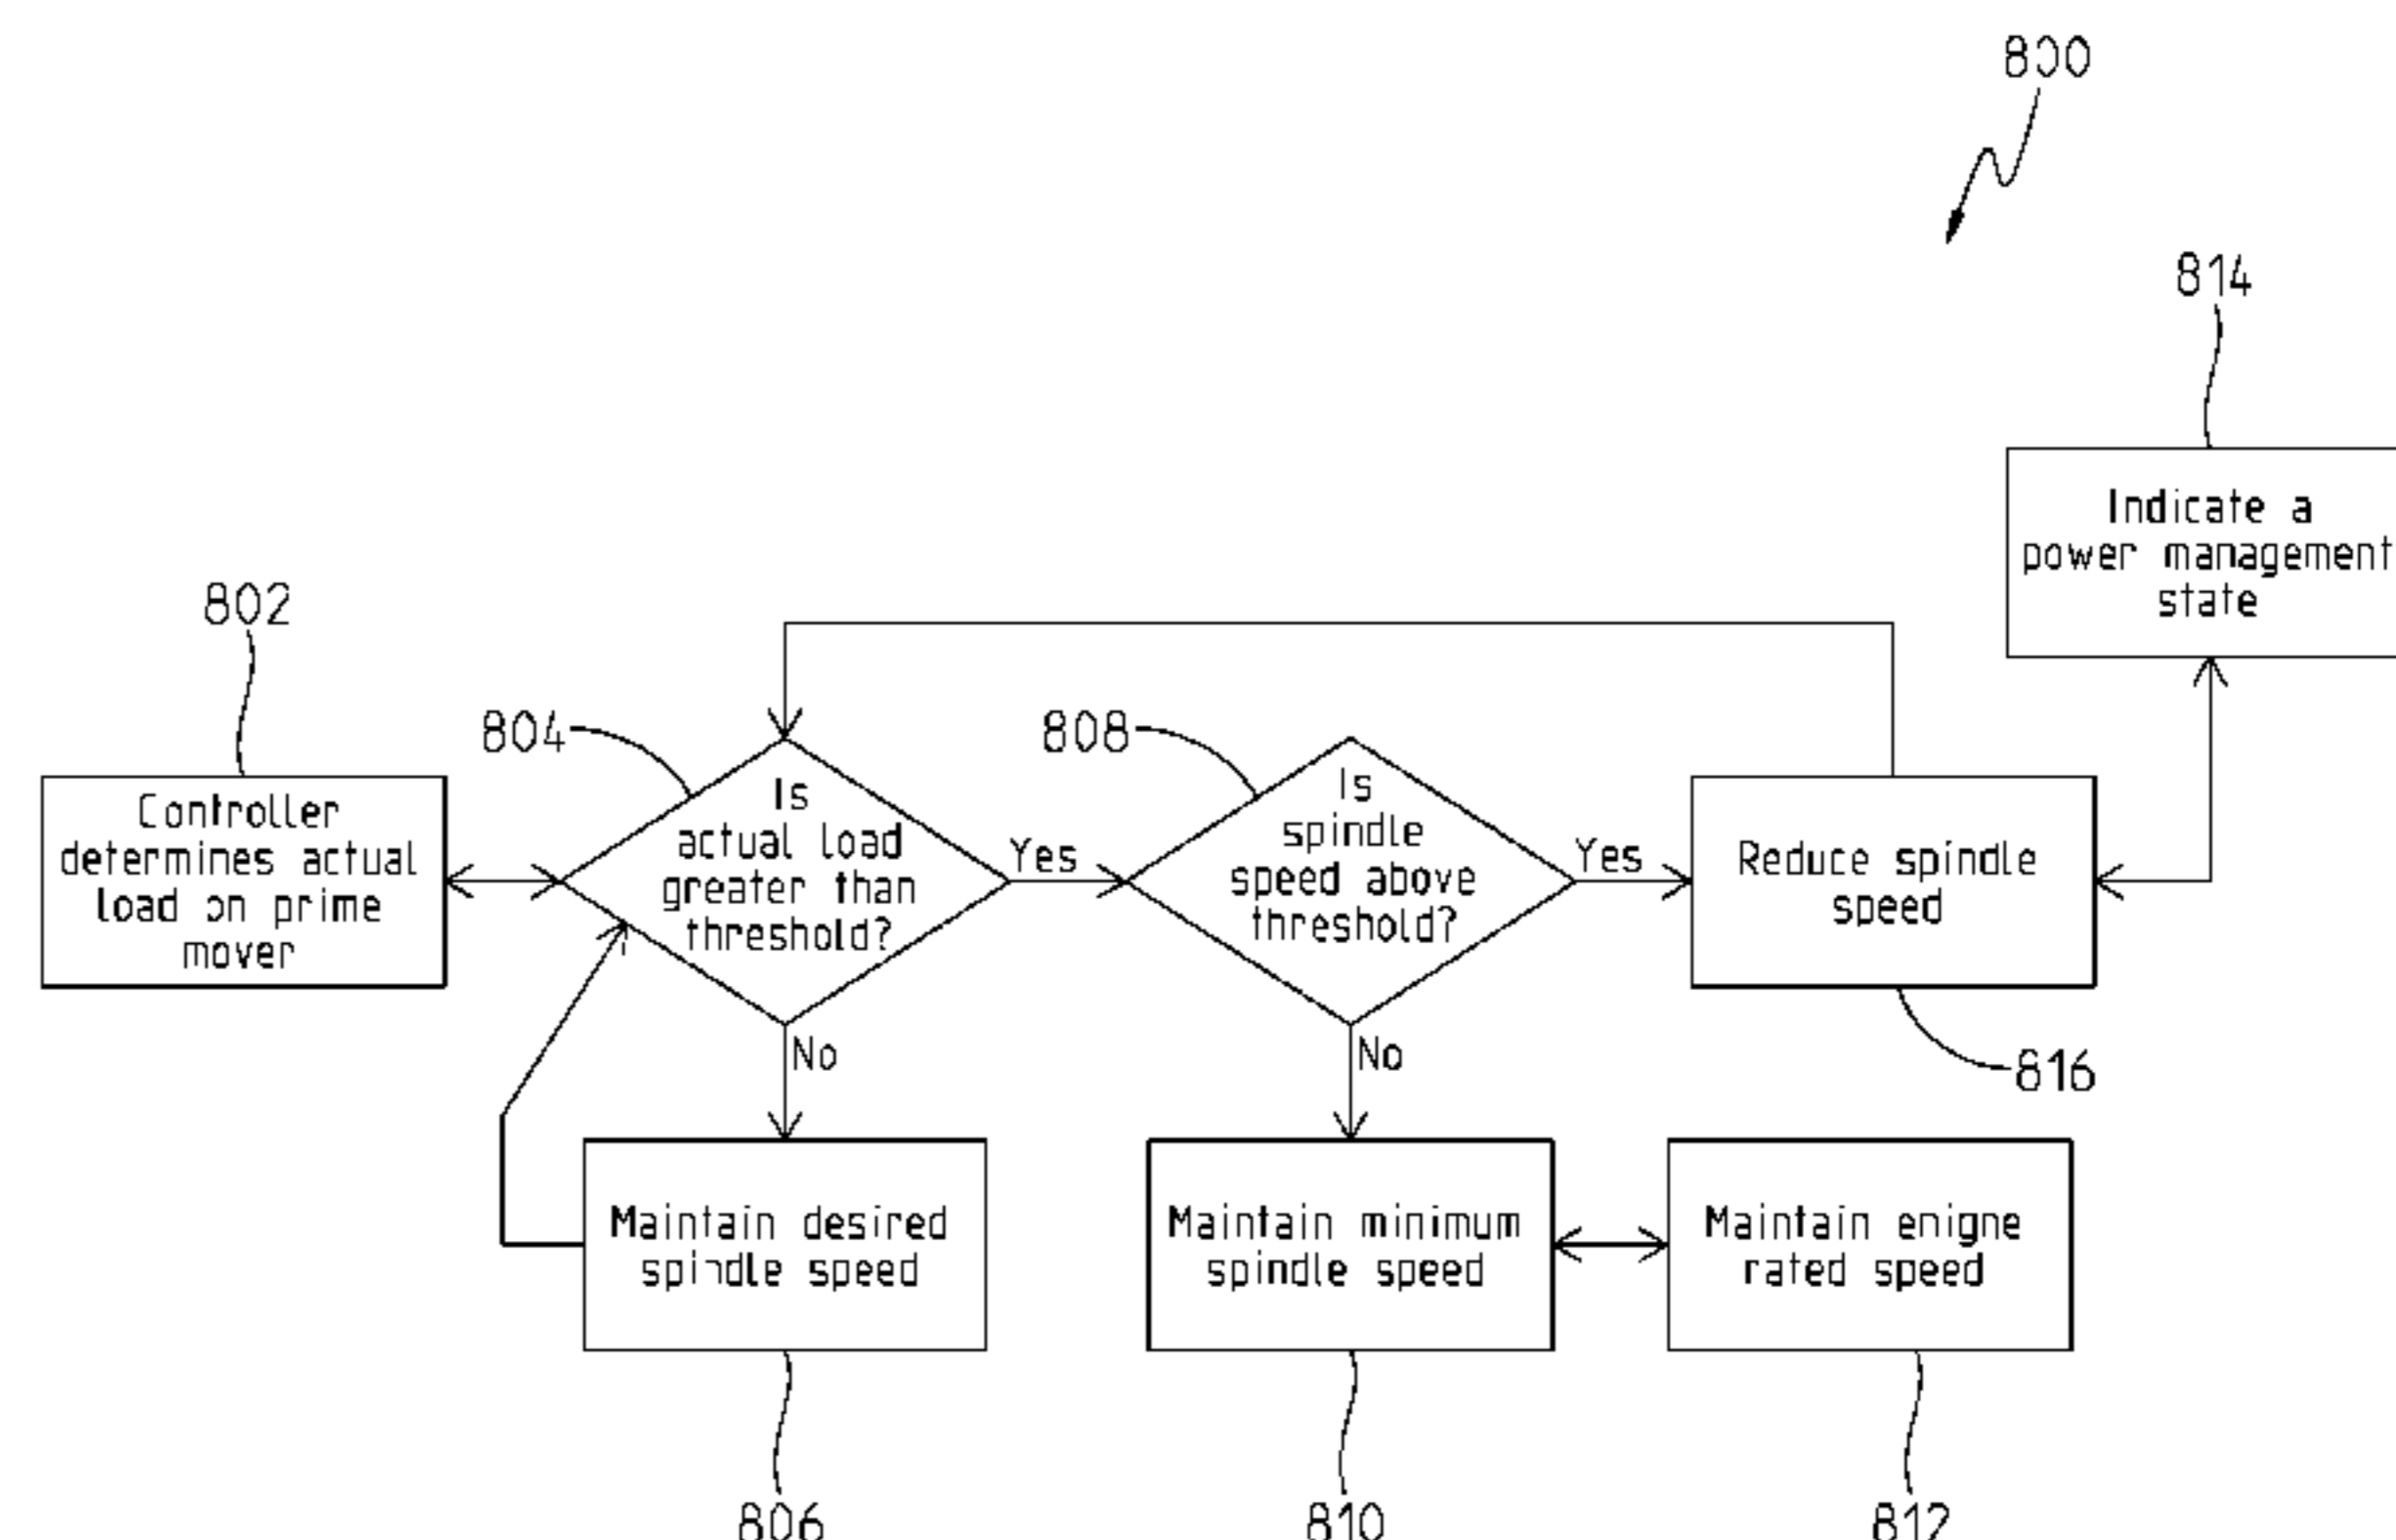 800
814
Indicate a
power management
state
802
804
808
Controller
determines actual
load on prime
mover
Is
actual load
greater than
threshold?
Yes
Is
spindle
speed above
threshold?
Yes
Reduce spindle
speed
No
No
816
Maintain desired
spindle speed
Maintain minimum
spindle speed
Maintain enigne
rated speed
806
810
812